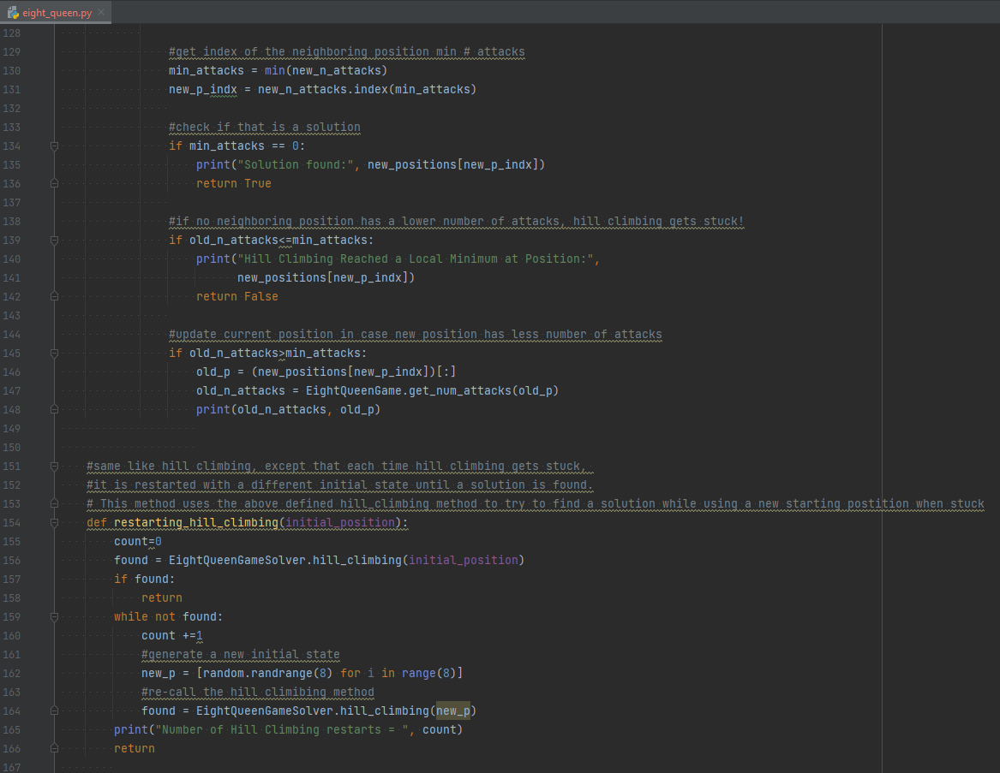 eight_queen.py
128
129 #get index of the neighboring position min # attacks
130 min_attacks = min(new_n_attacks)
131 new_p_indx = new_n_attacks.index(min_attacks)
132
133 #check if that is a solution
134 if min_attacks == 0:
135 print("Solution found:", new_positions[new_p_indx])
136 return True
137
138 #if no neighboring position has a lower number of attacks, hill climbing gets stuck!
139 if old_n_attacks<=min_attacks:
140 print("Hill Climbing Reached a Local Minimum at Position:",
141 new_positions[new_p_indx])
142 return False
143
144 #update current position in case new position has less number of attacks
145 if old_n_attacks>min_attacks:
146 old_p = (new_positions[new_p_indx])[:]
147 old_n_attacks = EightQueenGame.get_num_attacks(old_p)
148 print(old_n_attacks, old_p)
149
150
151 #same like hill climbing, except that each time hill climbing gets stuck,
152 #it is restarted with a different initial state until a solution is found.
153 # This method uses the above defined hill_climbing method to try to find a solution while using a new starting postition when stuck
154 def restarting_hill_climbing(initial_position):
155 count=0
156 found = EightQueenGameSolver.hill_climbing(initial_position)
157 if found:
158 return
159 while not found:
160 count +=1
161 #generate a new initial state
162 new_p = [random.randrange(8) for i in range(8)]
163 #re-call the hill climibing method
164 found = EightQueenGameSolver.hill_climbing(new_p)
165 print("Number of Hill Climbing restarts = ", count)
166 return
167